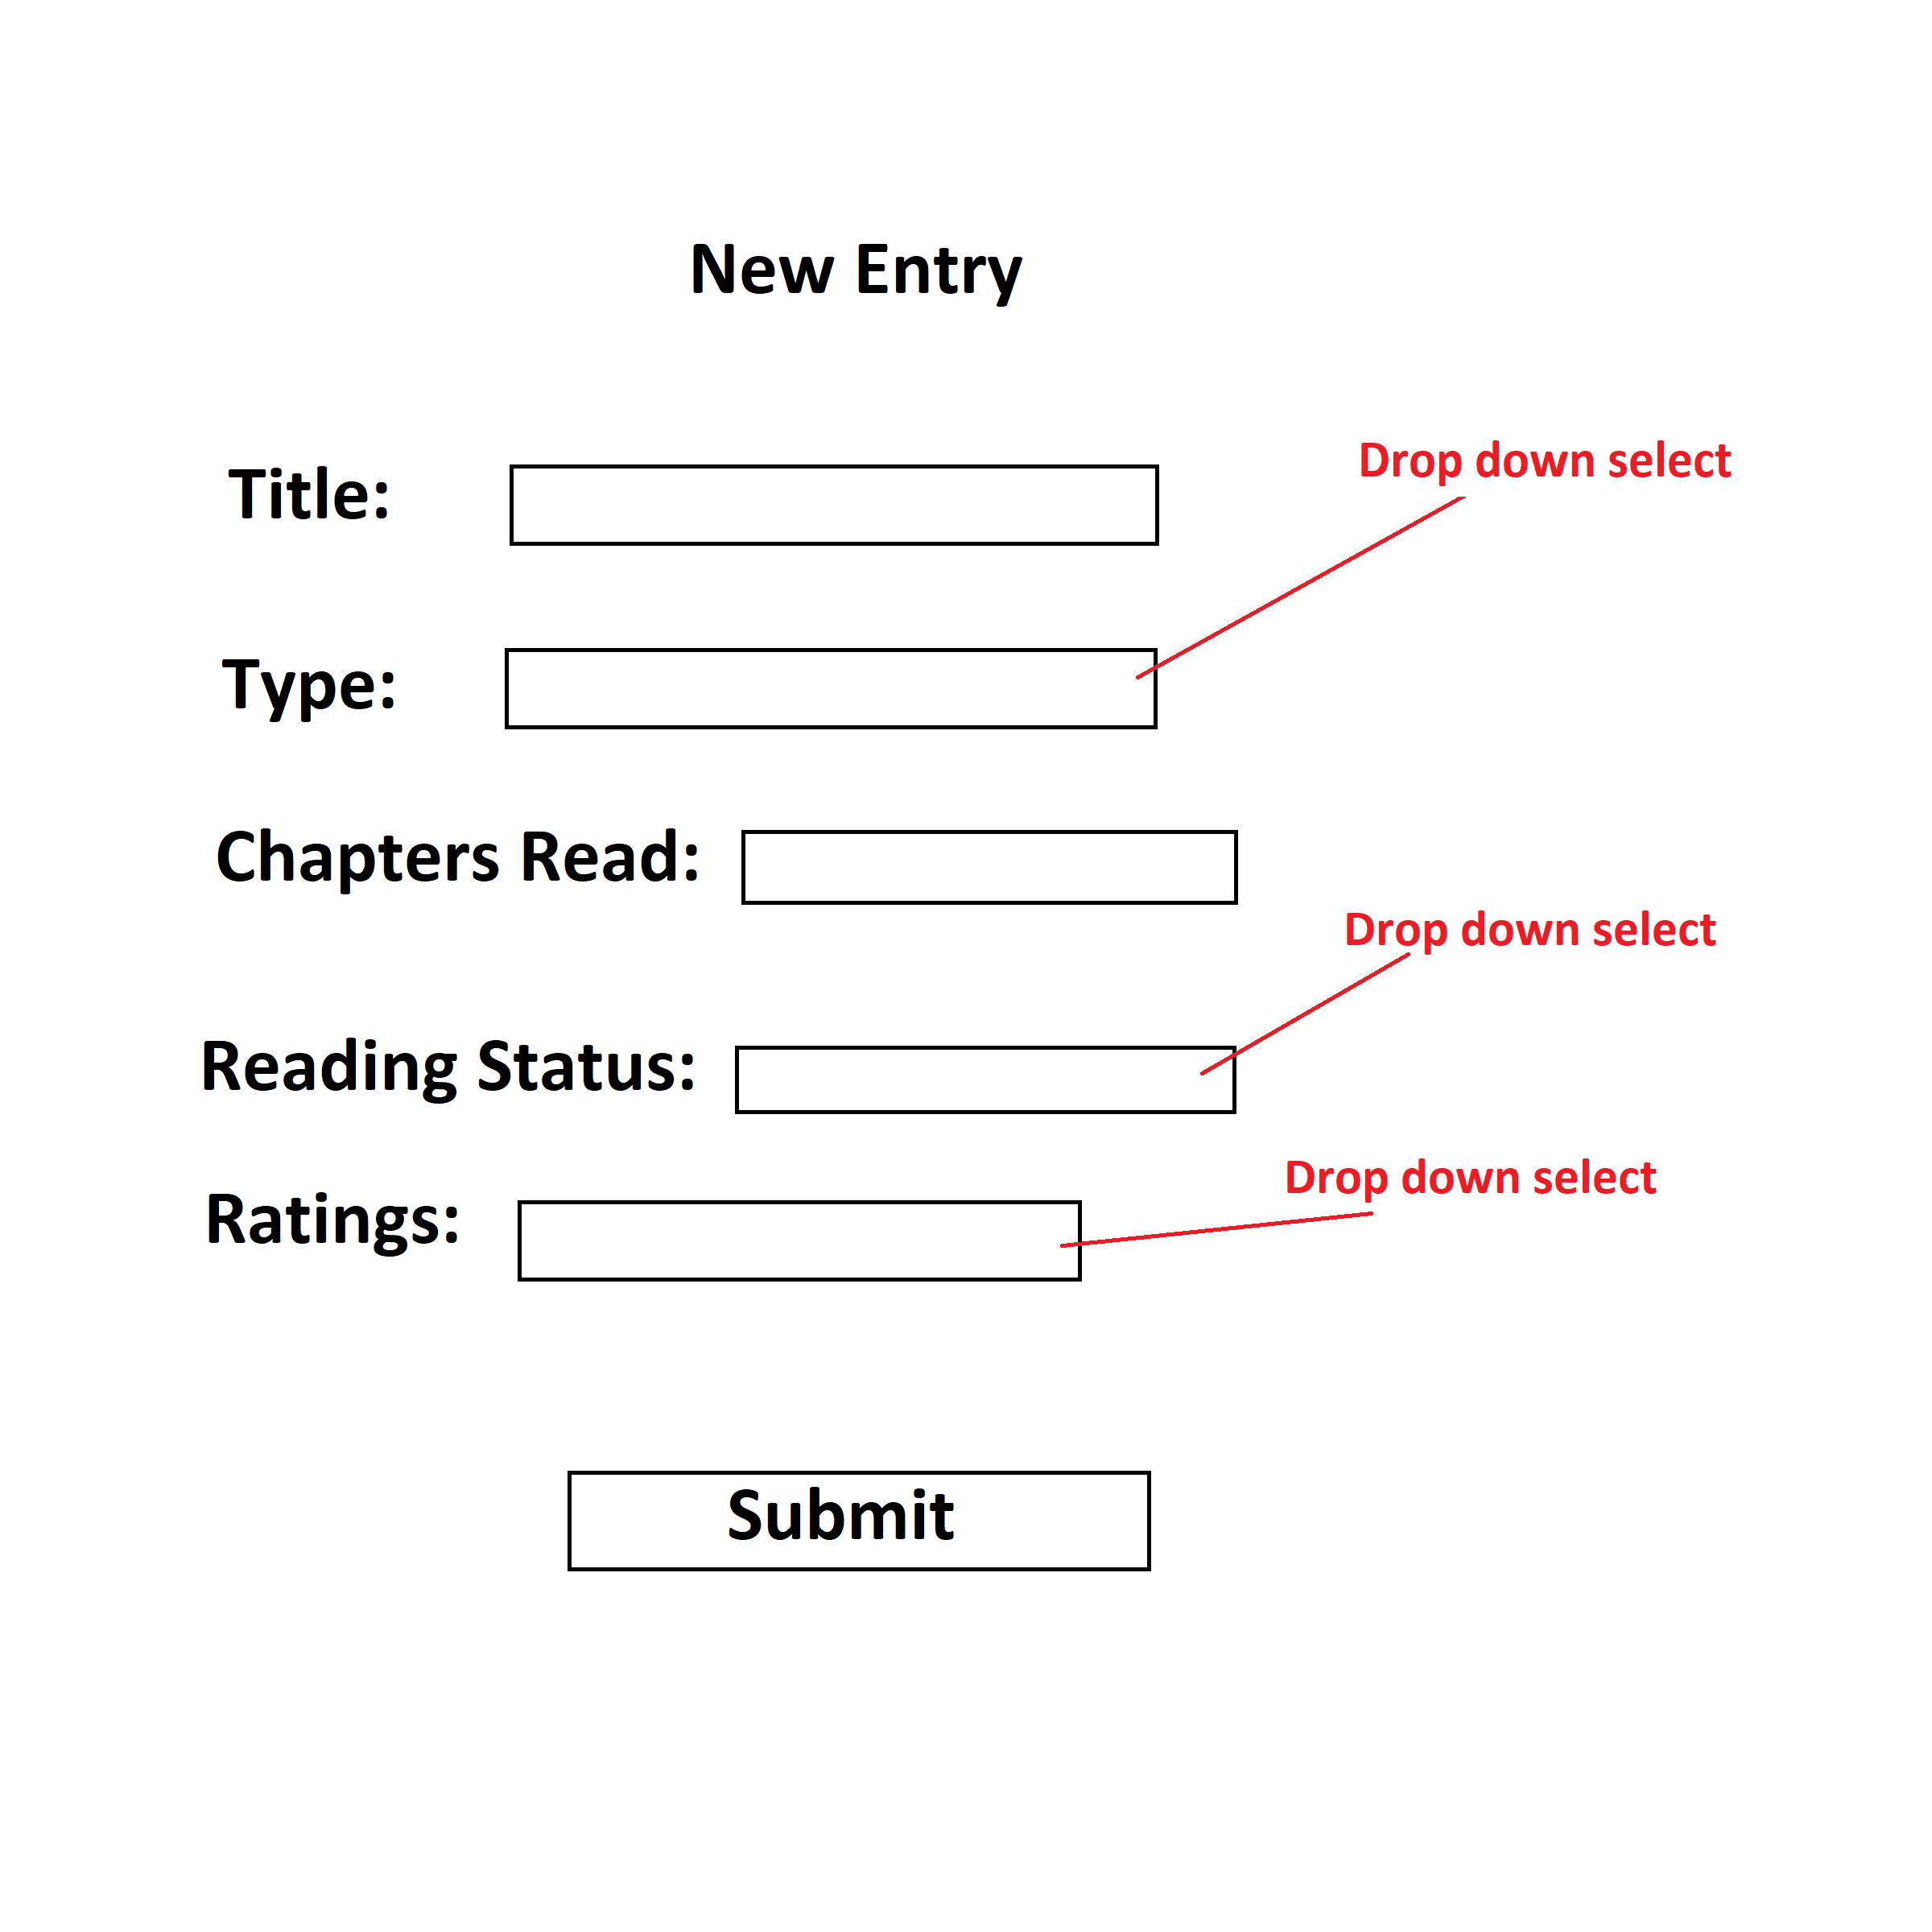 New Entry
Drop down select
Title:
Type:
Chapters Read:
Drop down select
Reading Status:
Drop down select
Ratings:
Submit